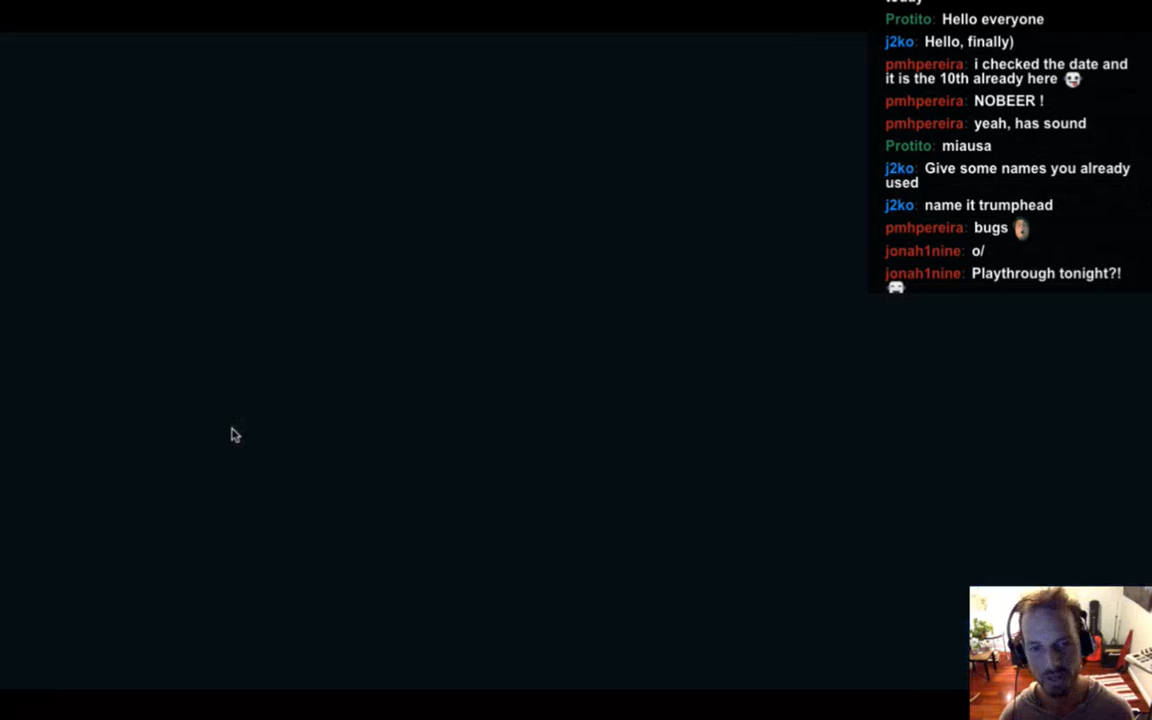 today
Protito: Hello everyone
j2ko: Hello, finally)
pmhpereira: i checked the date and
it is the 10th already here
pmhpereira: NOBEER !
pmhpereira: yeah, has sound
Protito: miausa
j2ko: Give some names you already
used
j2ko: name it trumphead
pmhpereira: bugs
jonah1nine: o/
jonah1nine: Playthrough tonight?!